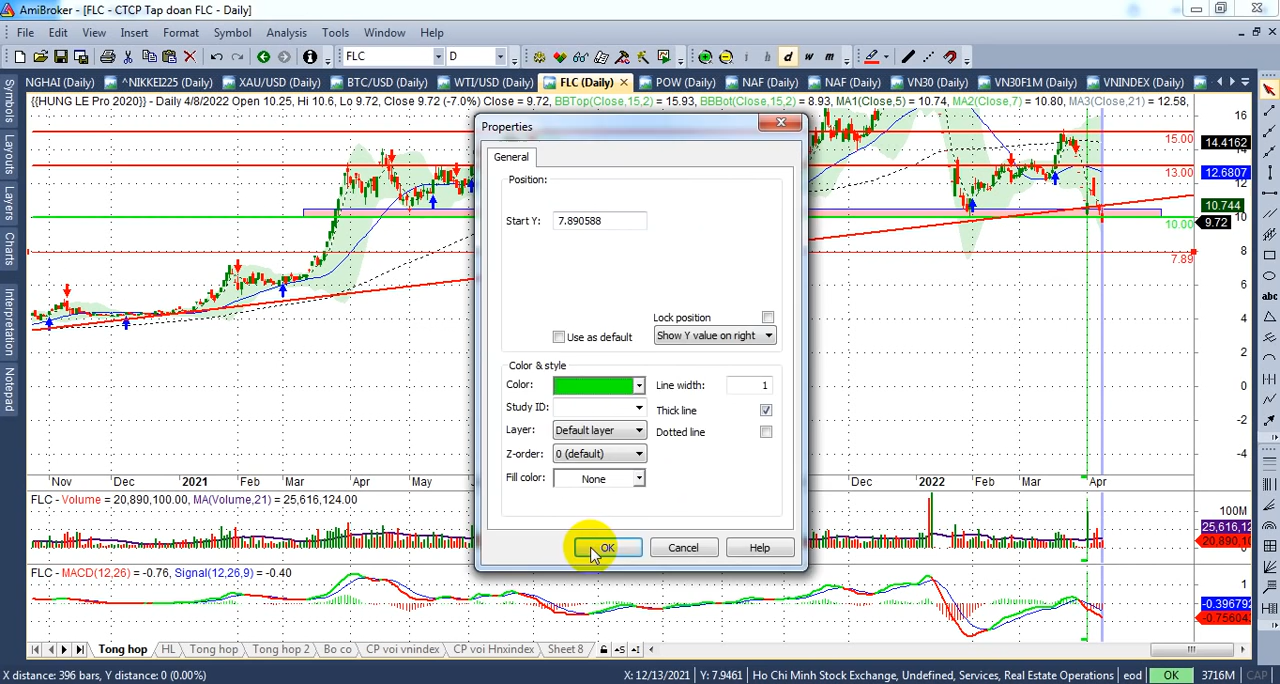 AmiBroker - [FLC - CTCP Tap doan FLC - Daily]
File Edit View Insert Format Symbol Analysis Tools Window Help
FLC D i h d w m
NGHAI (Daily) ^NIKKEI225 (Daily) XAU/USD (Daily) BTC/USD (Daily) WTI/USD (Daily) FLC (Daily) POW (Daily) NAF (Daily) NAF (Daily) VN30 (Daily) VN30F1M (Daily) VNINDEX (Daily)
{{HUNG LE Pro 2020}} - Daily 4/8/2022 Open 10.25, Hi 10.6, Lo 9.72, Close 9.72 (-7.0%) Close = 9.72, BBTop(Close,15,2) = 15.93, BBBot(Close,15,2) = 8.93, MA1(Close,5) = 10.74, MA2(Close,7) = 10.80, MA3(Close,21) = 12.58,
Symbols
Layouts
Layers
Charts
Interpretation
Notepad
Properties
General
Position:
Start Y: 7.890588
Lock position
Use as default Show Y value on right
Color & style
Color: Line width: 1
Study ID: Thick line
Layer: Default layer Dotted line
Z-order: 0 (default)
Fill color: None
OK Cancel Help
16
15.00
14.4162
13.00
12.6807
12
10.744
10
10.00
9.72
8
7.89
6
4
2
0
-2
-4
abc
Nov Dec 2021 Feb Mar Apr May Dec 2022 Feb Mar Apr
FLC - Volume = 20,890,100.00, MA(Volume,21) = 25,616,124.00
100M
25,616,12
20,890,10
FLC - MACD(12,26) = -0.76, Signal(12,26,9) = -0.40
1
-0.396792
-0.75604
Tong hop HL Tong hop Tong hop 2 Bo co CP voi vnindex CP voi Hnxindex Sheet 8
X distance: 396 bars, Y distance: 0 (0.00%) X: 12/13/2021 Y: 7.9461 Ho Chi Minh Stock Exchange, Undefined, Services, Real Estate Operations eod OK 3716M CAP